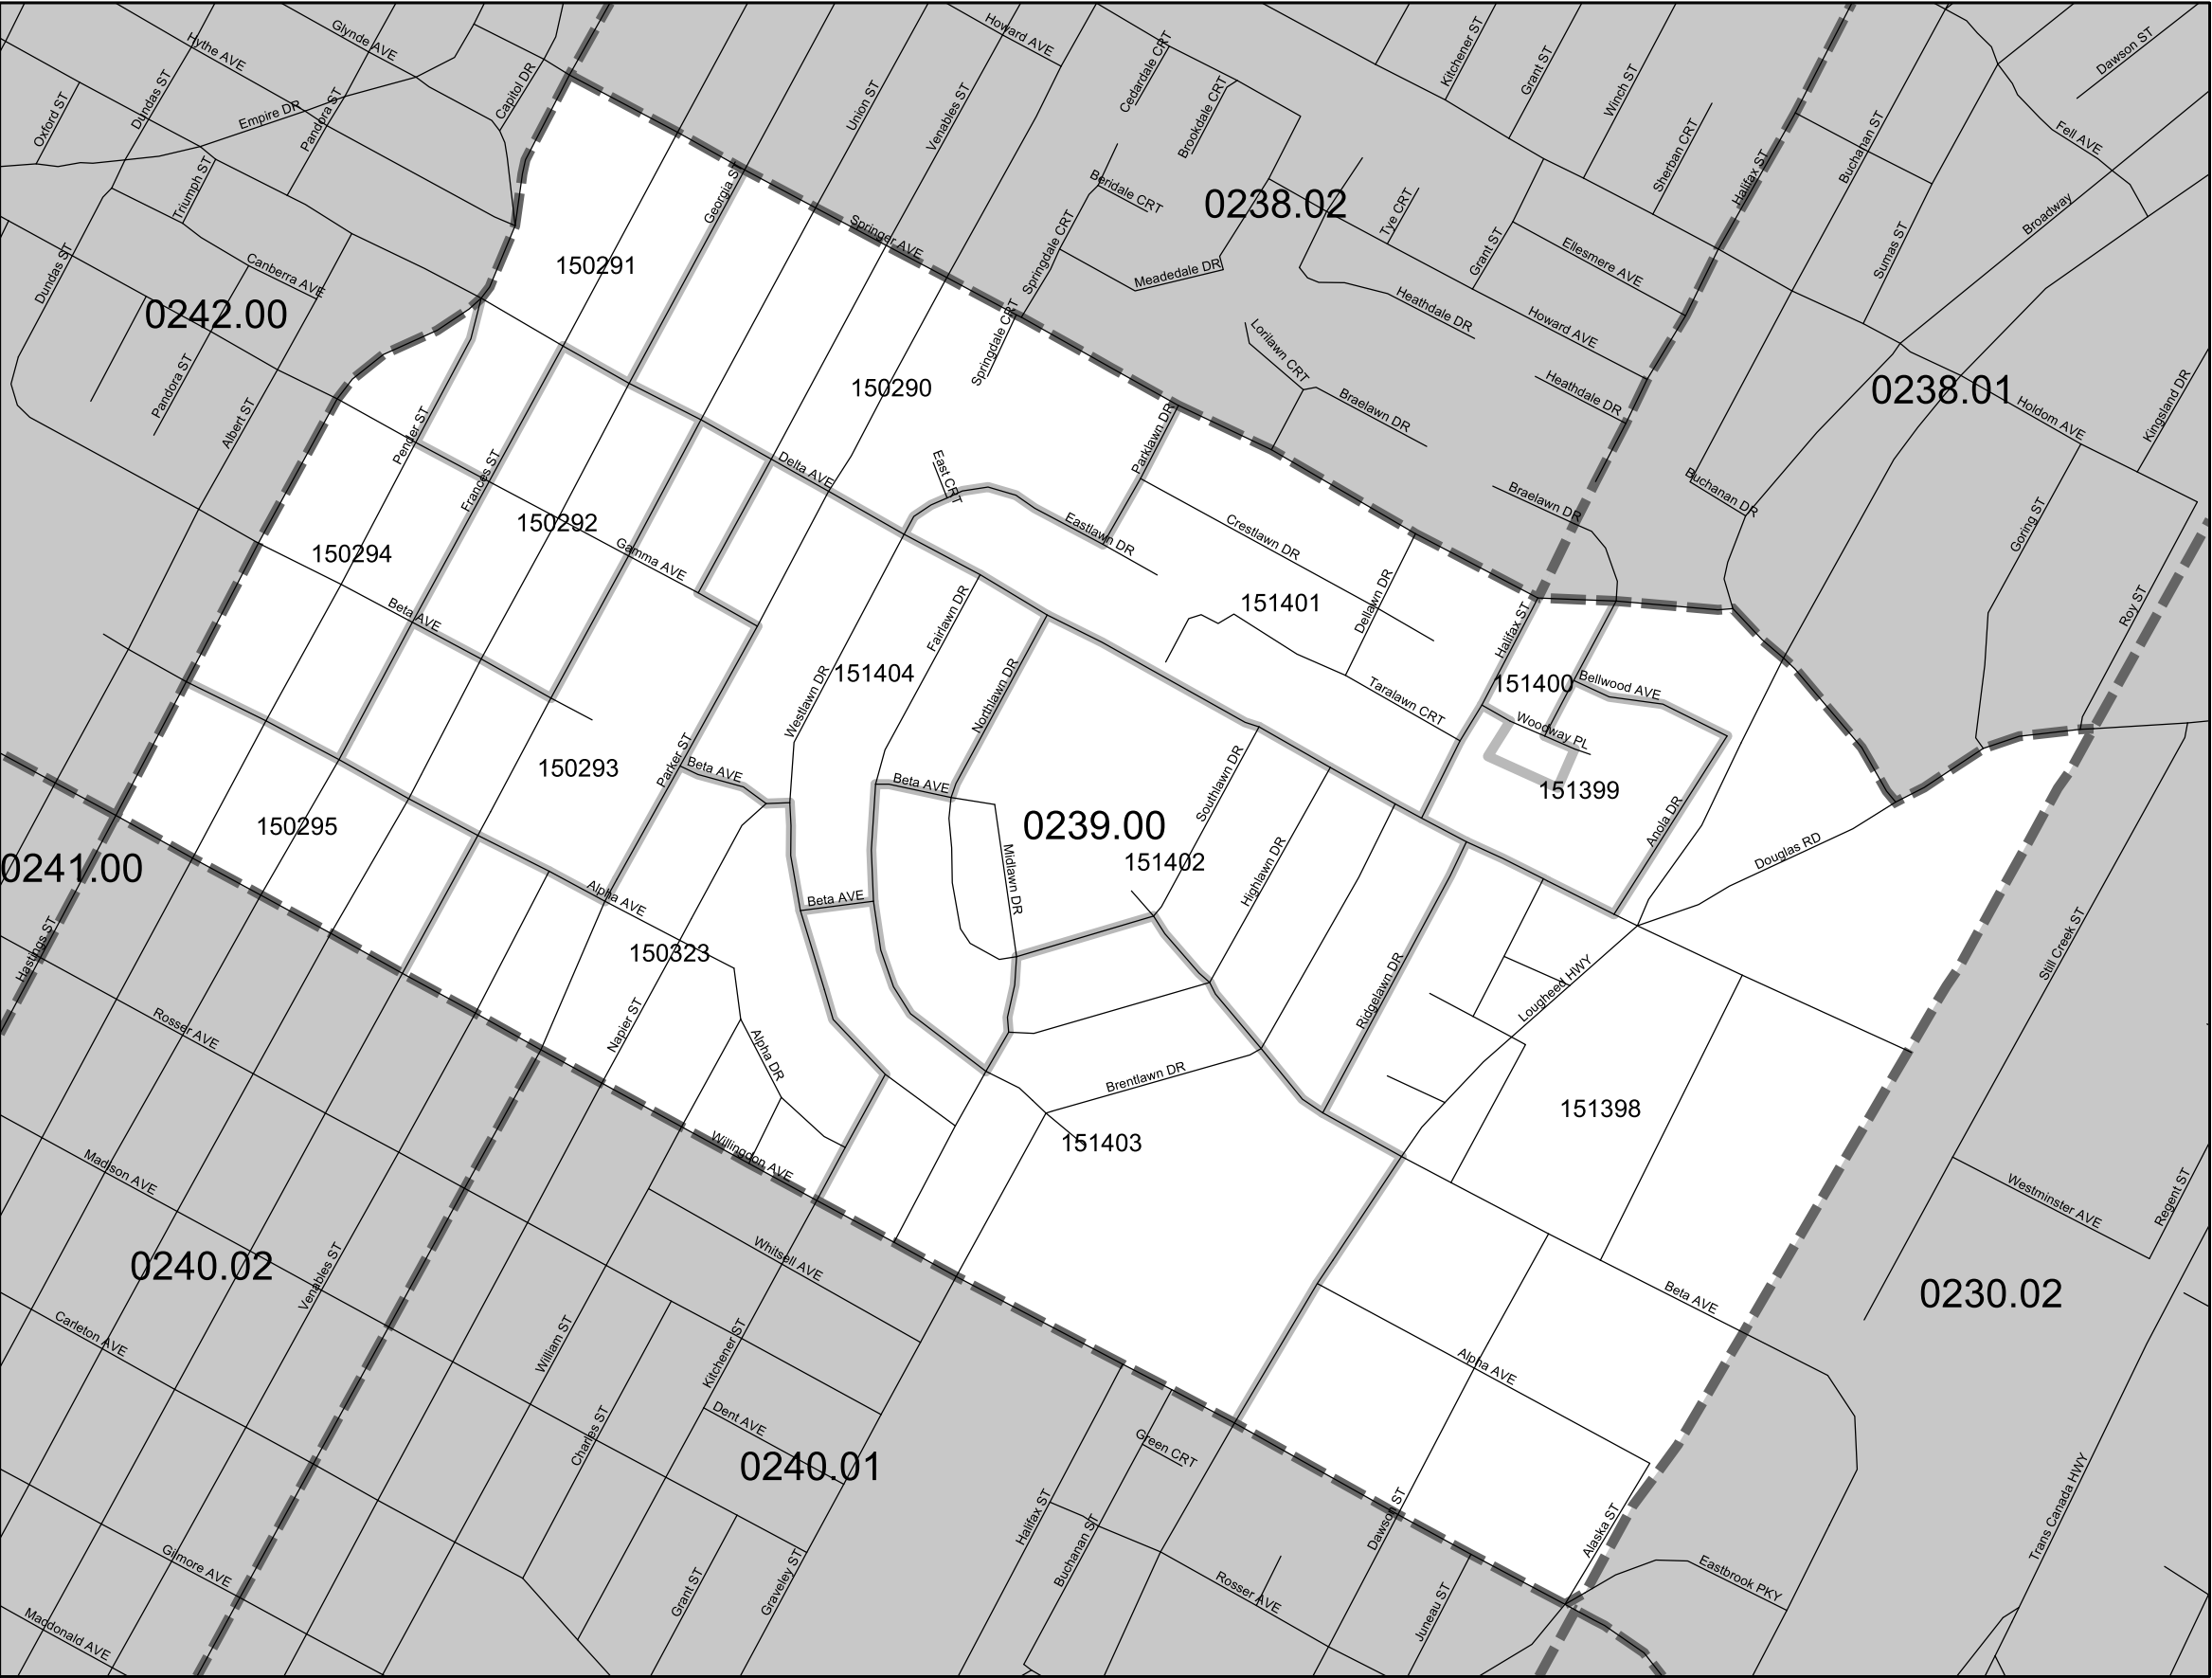 Glynde AVE
Hythe AVE
Howard AVE
Dawson ST
Capitol DR
Cedardale CRT
Kitchener ST
Grant ST
Winch ST
Oxford ST
Dundas ST
Empire DR
Pandora ST
Union ST
Venables ST
Brookdale CRT
Sherban CRT
Halifax ST
Buchanan ST
Fell AVE
Triumph ST
Georgia ST
Beridale CRT
0238.02
Tye CRT
Broadway
Springer AVE
Springdale CRT
Grant ST
Ellesmere AVE
Sumas ST
Dundas ST
Canberra AVE
150291
Meadedale DR
0242.00
Heathdale DR
Howard AVE
Springdale CRT
Lorilawn CRT
Pandora ST
150290
Heathdale DR
0238.01
Holdom AVE
Kingsland DR
Albert ST
Pender ST
Braelawn DR
Parklawn DR
Frances ST
Delta AVE
East CRT
Braelawn DR
Buchanan DR
150292
Eastlawn DR
Crestlawn DR
Goring ST
150294
Gamma AVE
Beta AVE
Fairlawn DR
151401
Dellawn DR
Halifax ST
Roy ST
151404
Westlawn DR
Northlawn DR
Taralawn CRT
151400
Bellwood AVE
Woodway PL
150293
Parker ST
Beta AVE
Beta AVE
Southlawn DR
151399
150295
0239.00
Anola DR
0241.00
151402
Midlawn DR
Highlawn DR
Douglas RD
Alpha AVE
Beta AVE
Hastings ST
150323
Ridgelawn DR
Lougheed HWY
Still Creek ST
Rosser AVE
Napier ST
Alpha DR
Brentlawn DR
151398
Madison AVE
Willingdon AVE
151403
Westminster AVE
Regent ST
0240.02
Venables ST
Whitsell AVE
Beta AVE
0230.02
Carleton AVE
William ST
Kitchener ST
Alpha AVE
Charles ST
Dent AVE
0240.01
Green CRT
Halifax ST
Buchanan ST
Dawson ST
Alaska ST
Trans Canada HWY
Gilmore AVE
Grant ST
Graveley ST
Rosser AVE
Juneau ST
Eastbrook PKY
Macdonald AVE